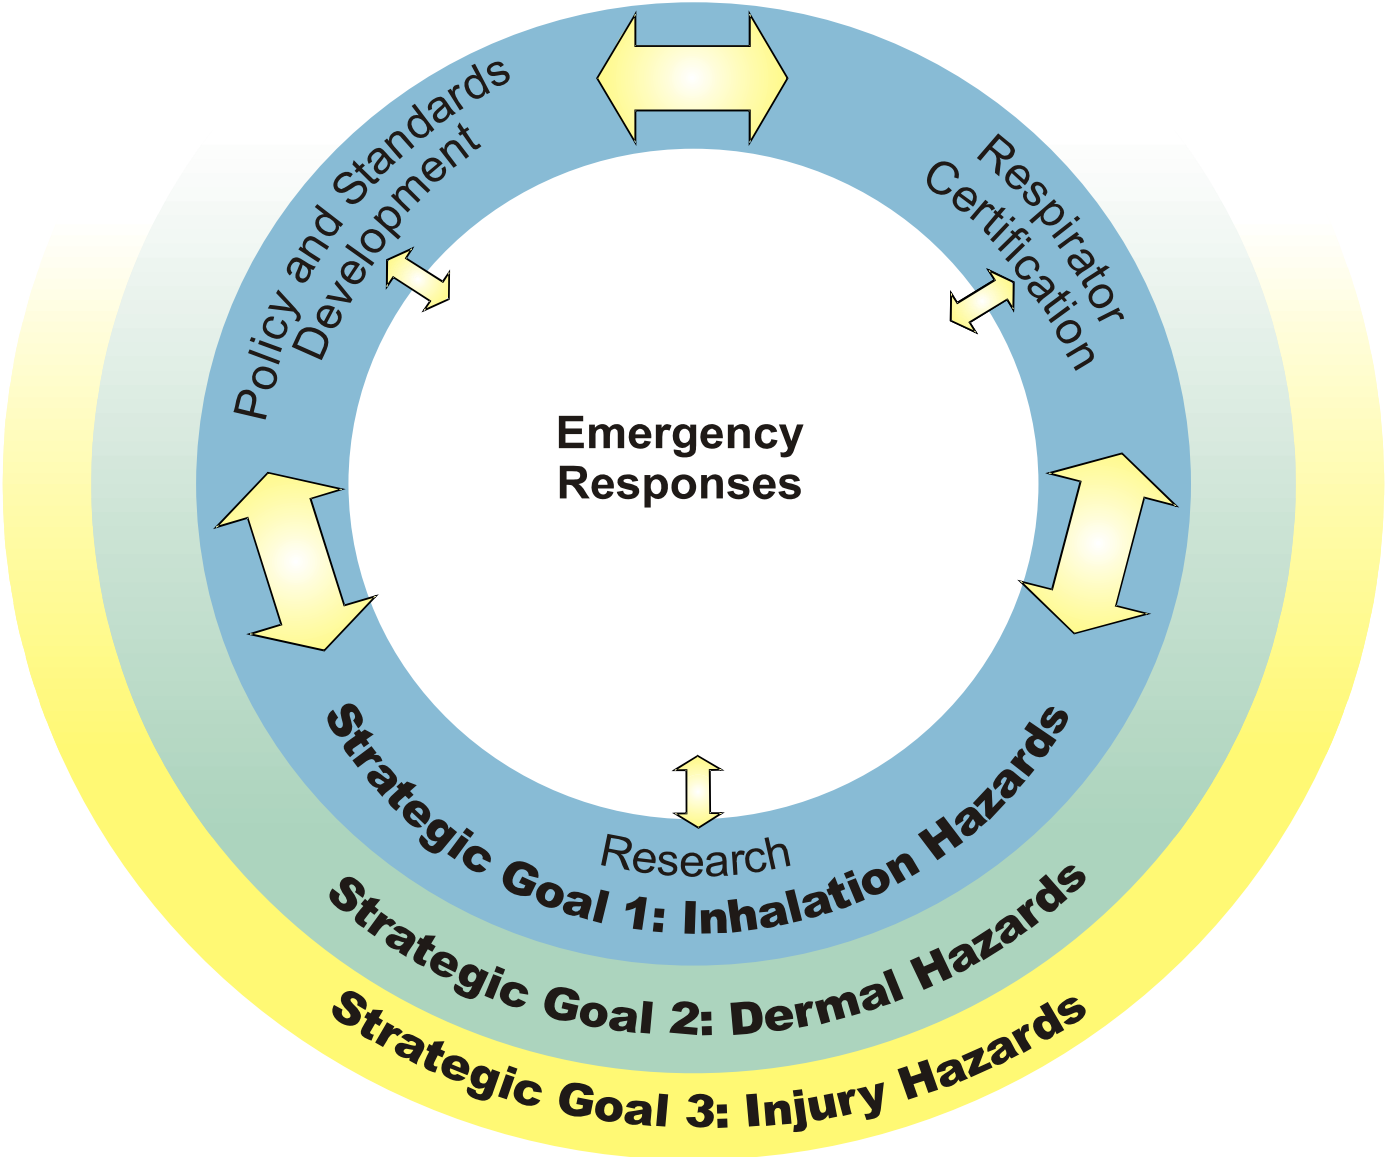 Policy and Standards
Development
Respirator
Certification
Emergency
Responses
Research
Strategic Goal 1: Inhalation Hazards
Strategic Goal 2: Dermal Hazards
Strategic Goal 3: Injury Hazards